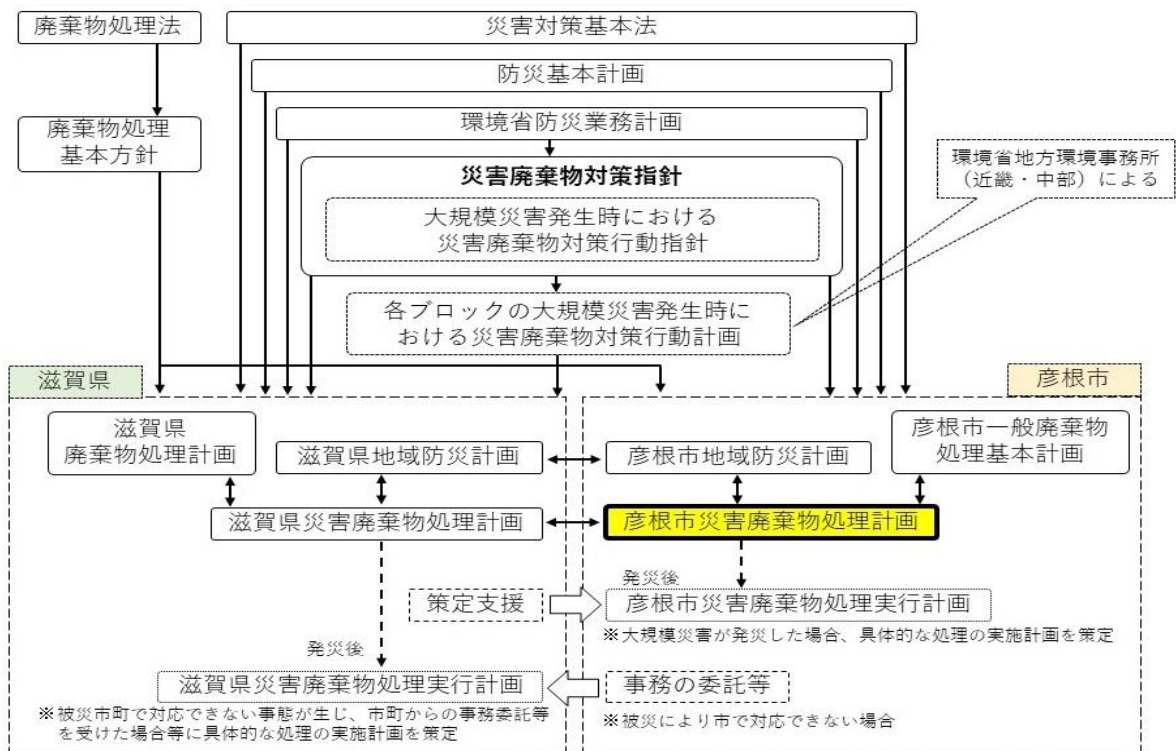 廃棄物処理法
災害対策基本法
防災基本計画
環境省防災業務計画
廃棄物処理
基本方針
災害廃棄物対策指針
大規模災害発生時における
災害廃棄物対策行動指針
環境省地方環境事務所
（近畿・中部）による
各ブロックの大規模災害発生時に
おける災害廃棄物対策行動計画
滋賀県
彦根市
滋賀県
廃棄物処理計画
滋賀県地域防災計画
彦根市地域防災計画
彦根市一般廃棄物
処理基本計画
滋賀県災害廃棄物処理計画
彦根市災害廃棄物処理計画
発災後
策定支援
彦根市災害廃棄物処理実行計画
※大規模災害が発災した場合、具体的な処理の実施計画を策定
発災後
滋賀県災害廃棄物処理実行計画
事務の委託等
※被災市町で対応できない事態が生じ、市町からの事務委託等
を受けた場合等に具体的な処理の実施計画を策定
※被災により市で対応できない場合